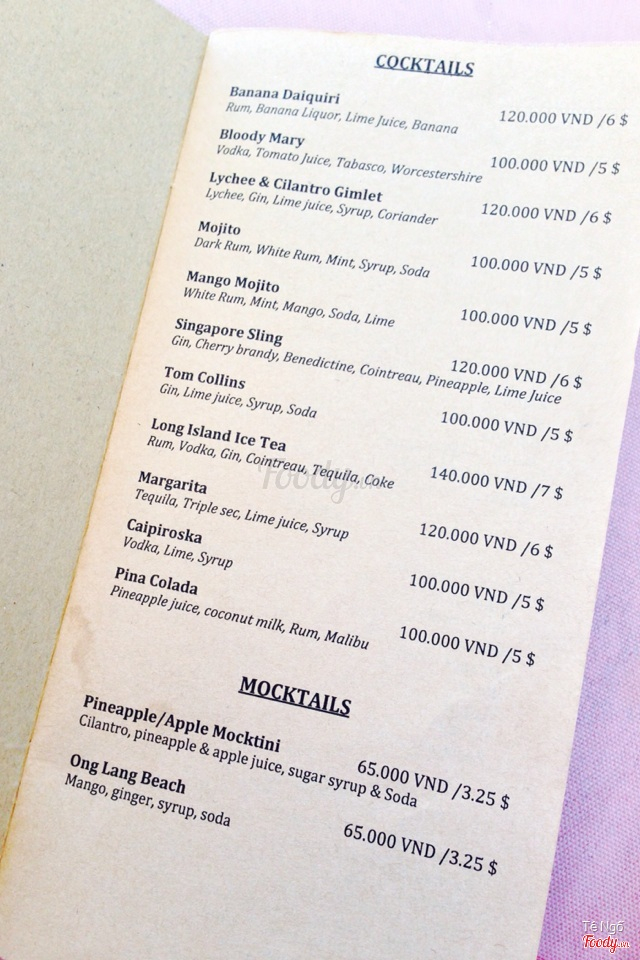 COCKTAILS
Banana Daiquiri
Rum, Banana Liquor, Lime Juice, Banana
120.000 VND /6 $
Bloody Mary
Vodka, Tomato Juice, Tabasco, Worcestershire
100.000 VND /5 $
Lychee & Cilantro Gimlet
Lychee, Gin, Lime juice, Syrup, Coriander
120.000 VND /6 $
Mojito
Dark Rum, White Rum, Mint, Syrup, Soda
100.000 VND /5 $
Mango Mojito
White Rum, Mint, Mango, Soda, Lime
100.000 VND /5 $
Singapore Sling
Gin, Cherry brandy, Benedictine, Cointreau, Pineapple, Lime Juice
120.000 VND /6 $
Tom Collins
Gin, Lime juice, Syrup, Soda
100.000 VND /5 $
Long Island Ice Tea
Rum, Vodka, Gin, Cointreau, Tequila, Coke
140.000 VND /7 $
Margarita
Tequila, Triple sec, Lime juice, Syrup
120.000 VND /6 $
Caipiroska
Vodka, Lime, Syrup
100.000 VND /5 $
Pina Colada
Pineapple juice, coconut milk, Rum, Malibu
100.000 VND /5 $
MOCKTAILS
Pineapple/Apple Mocktini
Cilantro, pineapple & apple juice, sugar syrup & Soda
65.000 VND /3.25 $
Ong Lang Beach
Mango, ginger, syrup, soda
65.000 VND /3.25 $
Foody.vn
Tê Ngố
Foody.vn